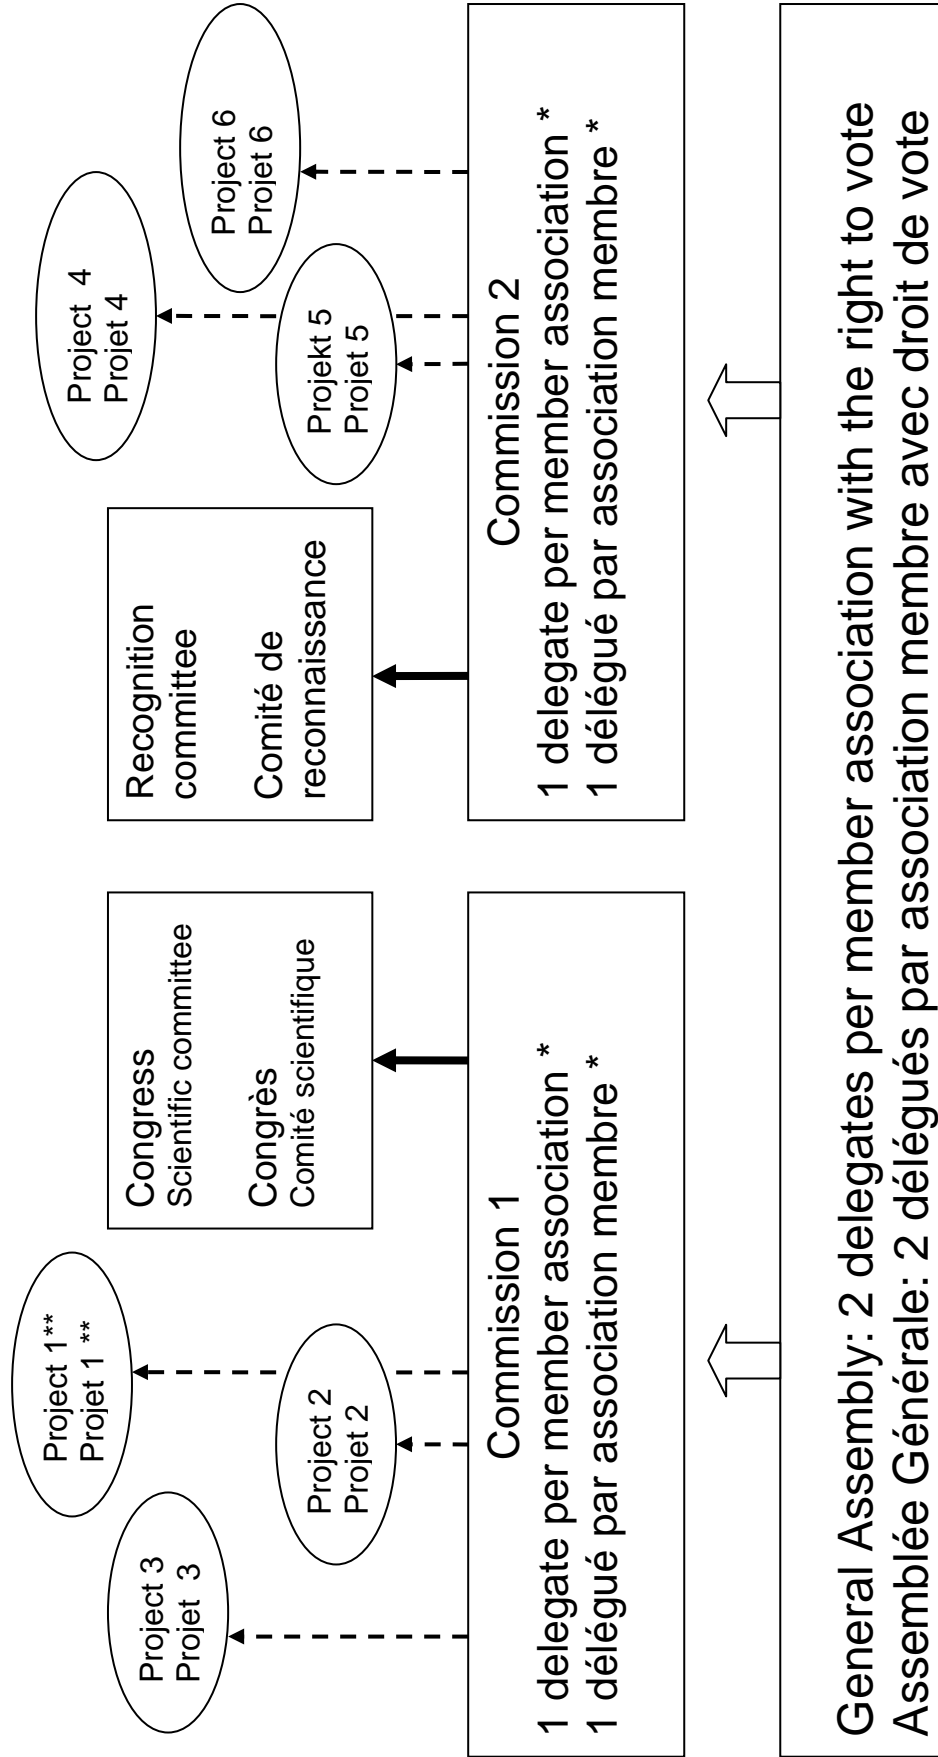 Project 3
Projet  3
Project 1**
Projet 1 **
Project 2
Projet 2
Congress
Scientific committee
Congrès
Comité scientifique
Recognition
committee
Comité de
reconnaissance
Project  4
Projet 4
Projekt 5
Projet 5
Project 6
Projet 6
Commission 1
1 delegate per member association *
1 délégué par association membre *
Commission 2
1 delegate per member association *
1 délégué par association membre *
General Assembly: 2 delegates per member association with the right to vote
Assemblée Générale: 2 délégués par association membre avec droit de vote